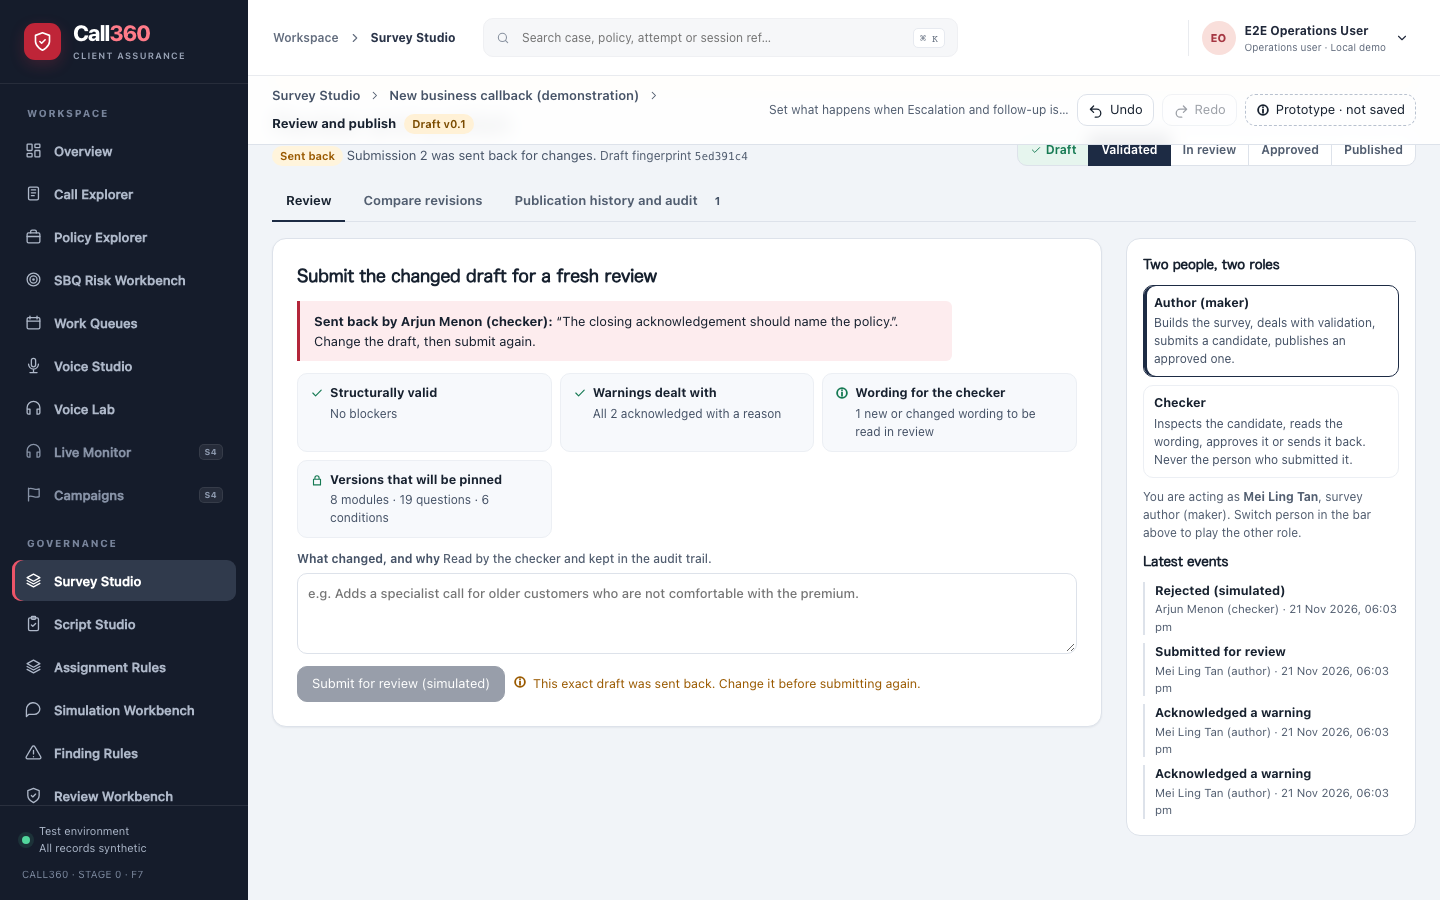 Call360
CLIENT ASSURANCE
Workspace > Survey Studio
Search case, policy, attempt or session ref...
⌘ K
EO
E2E Operations User
Operations user · Local demo
WORKSPACE
Overview
Call Explorer
Policy Explorer
SBQ Risk Workbench
Work Queues
Voice Studio
Voice Lab
Live Monitor S4
Campaigns S4
GOVERNANCE
Survey Studio
Script Studio
Assignment Rules
Simulation Workbench
Finding Rules
Review Workbench
Test environment
All records synthetic
CALL360 · STAGE 0 · F7
Survey Studio > New business callback (demonstration) >
Review and publish Draft v0.1
Set what happens when Escalation and follow-up is...
Undo
Redo
Prototype · not saved
Sent back Submission 2 was sent back for changes. Draft fingerprint 5ed391c4
Draft
Validated
In review
Approved
Published
Review
Compare revisions
Publication history and audit 1
Submit the changed draft for a fresh review
Sent back by Arjun Menon (checker): “The closing acknowledgement should name the policy.”.
Change the draft, then submit again.
Structurally valid
No blockers
Warnings dealt with
All 2 acknowledged with a reason
Wording for the checker
1 new or changed wording to be
read in review
Versions that will be pinned
8 modules · 19 questions · 6
conditions
What changed, and why Read by the checker and kept in the audit trail.
e.g. Adds a specialist call for older customers who are not comfortable with the premium.
Submit for review (simulated)
This exact draft was sent back. Change it before submitting again.
Two people, two roles
Author (maker)
Builds the survey, deals with validation,
submits a candidate, publishes an
approved one.
Checker
Inspects the candidate, reads the
wording, approves it or sends it back.
Never the person who submitted it.
You are acting as Mei Ling Tan, survey
author (maker). Switch person in the bar
above to play the other role.
Latest events
Rejected (simulated)
Arjun Menon (checker) · 21 Nov 2026, 06:03
pm
Submitted for review
Mei Ling Tan (author) · 21 Nov 2026, 06:03
pm
Acknowledged a warning
Mei Ling Tan (author) · 21 Nov 2026, 06:03
pm
Acknowledged a warning
Mei Ling Tan (author) · 21 Nov 2026, 06:03
pm